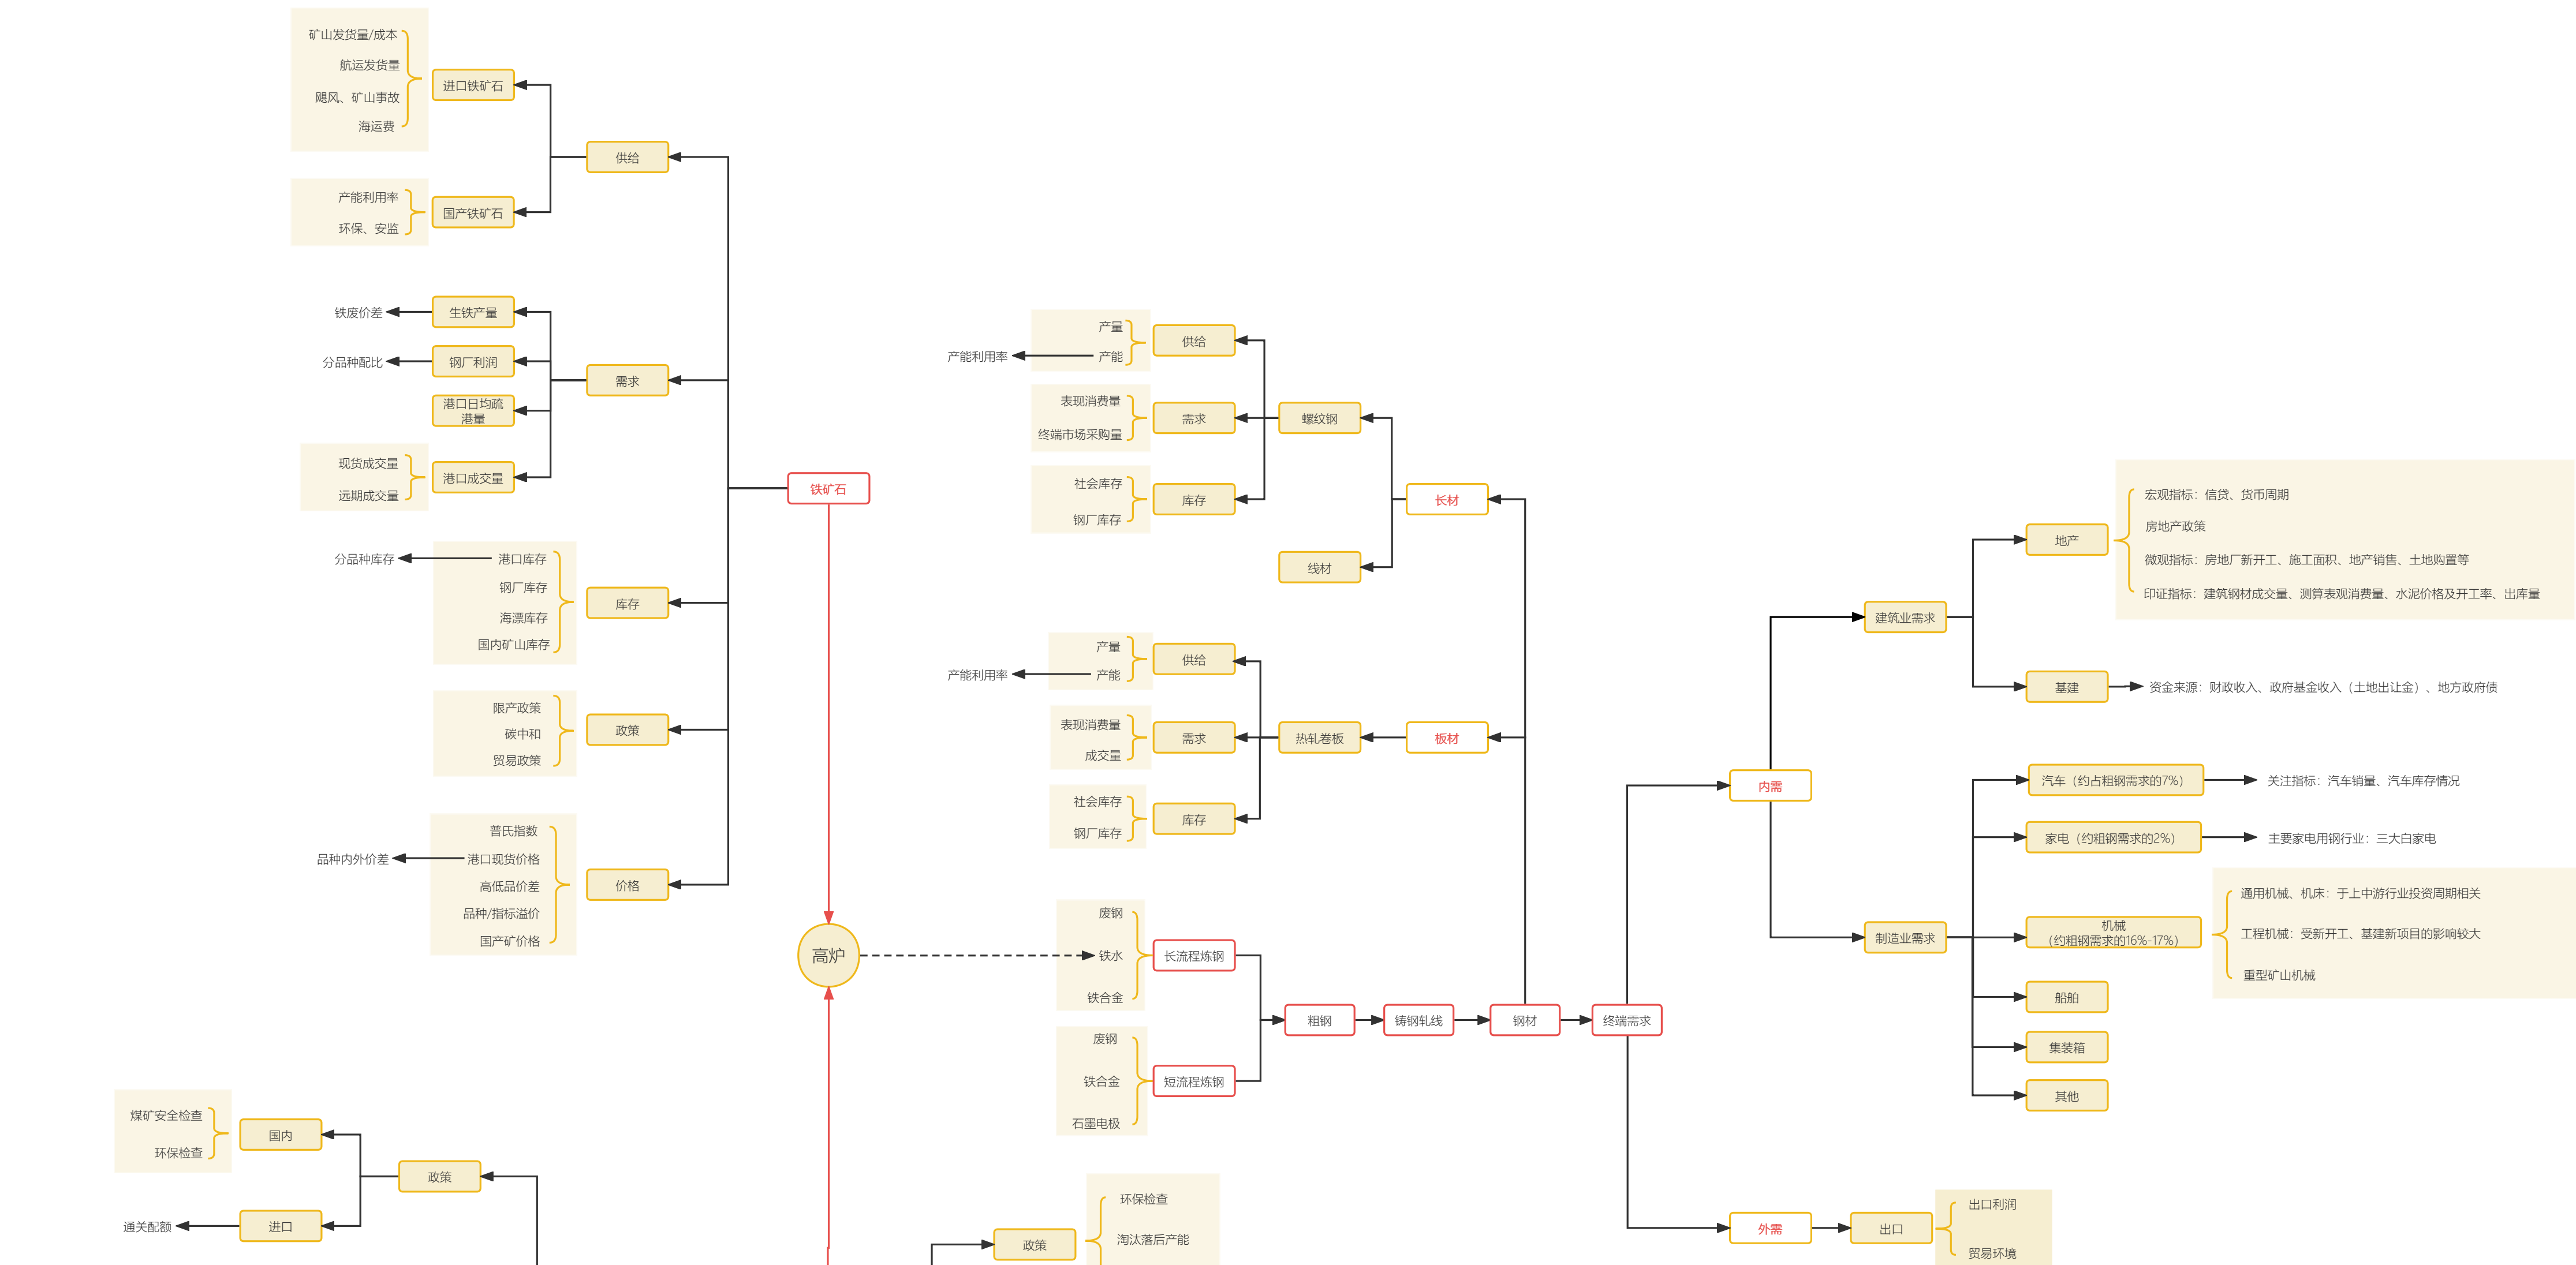 矿山发货量/成本
航运发货量
飓风、矿山事故
海运费
进口铁矿石
供给
产能利用率
环保、安监
国产铁矿石
铁废价差
生铁产量
分品种配比
钢厂利润
需求
港口日均疏
港量
现货成交量
远期成交量
港口成交量
铁矿石
分品种库存
港口库存
钢厂库存
海漂库存
国内矿山库存
库存
限产政策
碳中和
贸易政策
政策
普氏指数
品种内外价差
港口现货价格
高低品价差
品种/指标溢价
国产矿价格
价格
高炉
产量
产能利用率
产能
供给
表现消费量
终端市场采购量
需求
螺纹钢
社会库存
钢厂库存
库存
长材
线材
产量
产能利用率
产能
供给
表现消费量
成交量
需求
热轧卷板
板材
社会库存
钢厂库存
库存
废钢
铁水
铁合金
长流程炼钢
废钢
铁合金
石墨电极
短流程炼钢
粗钢
铸钢轧线
钢材
终端需求
内需
建筑业需求
地产
宏观指标：信贷、货币周期
房地产政策
微观指标：房地厂新开工、施工面积、地产销售、土地购置等
印证指标：建筑钢材成交量、测算表观消费量、水泥价格及开工率、出库量
基建
资金来源：财政收入、政府基金收入（土地出让金）、地方政府债
制造业需求
汽车（约占粗钢需求的7%）
关注指标：汽车销量、汽车库存情况
家电（约粗钢需求的2%）
主要家电用钢行业：三大白家电
机械
（约粗钢需求的16%-17%）
通用机械、机床：于上中游行业投资周期相关
工程机械：受新开工、基建新项目的影响较大
重型矿山机械
船舶
集装箱
其他
外需
出口
出口利润
贸易环境
煤矿安全检查
环保检查
国内
政策
通关配额
进口
政策
环保检查
淘汰落后产能